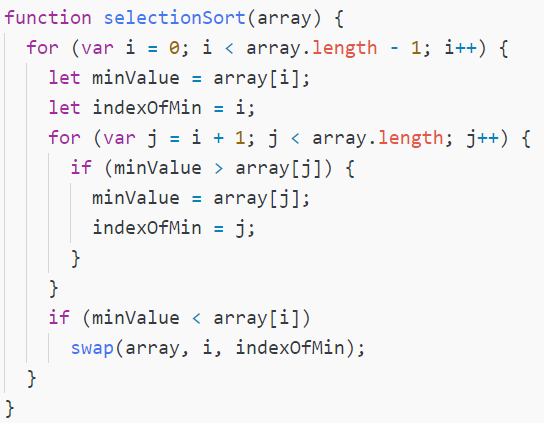 function selectionSort(array) {
  for (var i = 0; i < array.length - 1; i++) {
    let minValue = array[i];
    let indexOfMin = i;
    for (var j = i + 1; j < array.length; j++) {
      if (minValue > array[j]) {
        minValue = array[j];
        indexOfMin = j;
      }
    }
    if (minValue < array[i])
      swap(array, i, indexOfMin);
  }
}